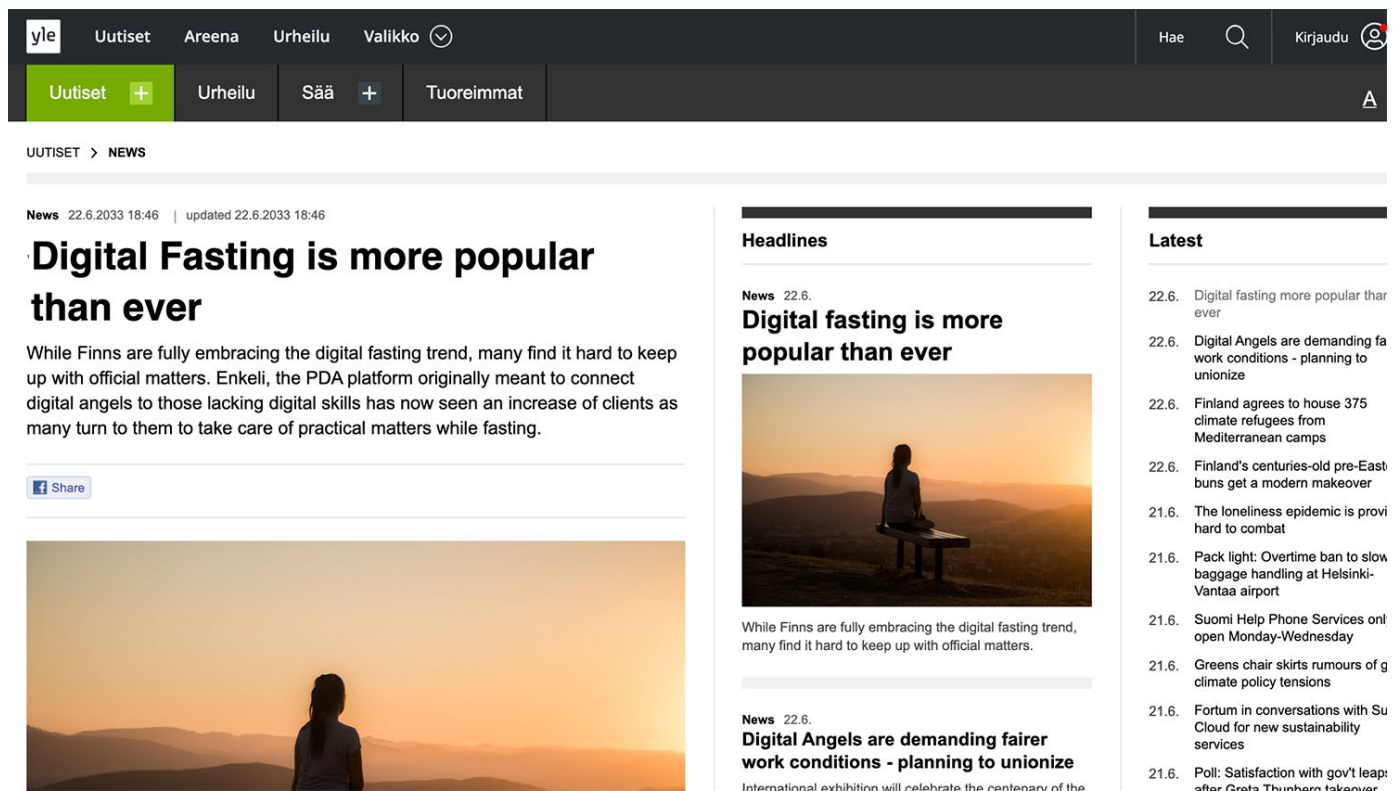 yle Uutiset Areena Urheilu Valikko Hae Kirjaudu
Uutiset + Urheilu Sää + Tuoreimmat A
UUTISET > NEWS
News 22.6.2033 18:46 | updated 22.6.2033 18:46
Digital Fasting is more popular
than ever
While Finns are fully embracing the digital fasting trend, many find it hard to keep
up with official matters. Enkeli, the PDA platform originally meant to connect
digital angels to those lacking digital skills has now seen an increase of clients as
many turn to them to take care of practical matters while fasting.
Share
Headlines
News 22.6.
Digital fasting is more
popular than ever
While Finns are fully embracing the digital fasting trend,
many find it hard to keep up with official matters.
News 22.6.
Digital Angels are demanding fairer
work conditions - planning to unionize
International exhibition will celebrate the centenary of the
Latest
22.6. Digital fasting more popular than
ever
22.6. Digital Angels are demanding
work conditions - planning to
unionize
22.6. Finland agrees to house 375
climate refugees from
Mediterranean camps
22.6. Finland's centuries-old
buns get a modern makeover
21.6. The loneliness epidemic is
hard to combat
21.6. Pack light: Overtime ban to slow
baggage handling at Helsinki-
Vantaa airport
21.6. Suomi Help Phone Services
open Monday-Wednesday
21.6. Greens chair skirts rumours of
climate policy tensions
21.6. Fortum in conversations with
Cloud for new sustainability
services
21.6. Poll: Satisfaction with gov't leaps
after Greta Thunberg takeover